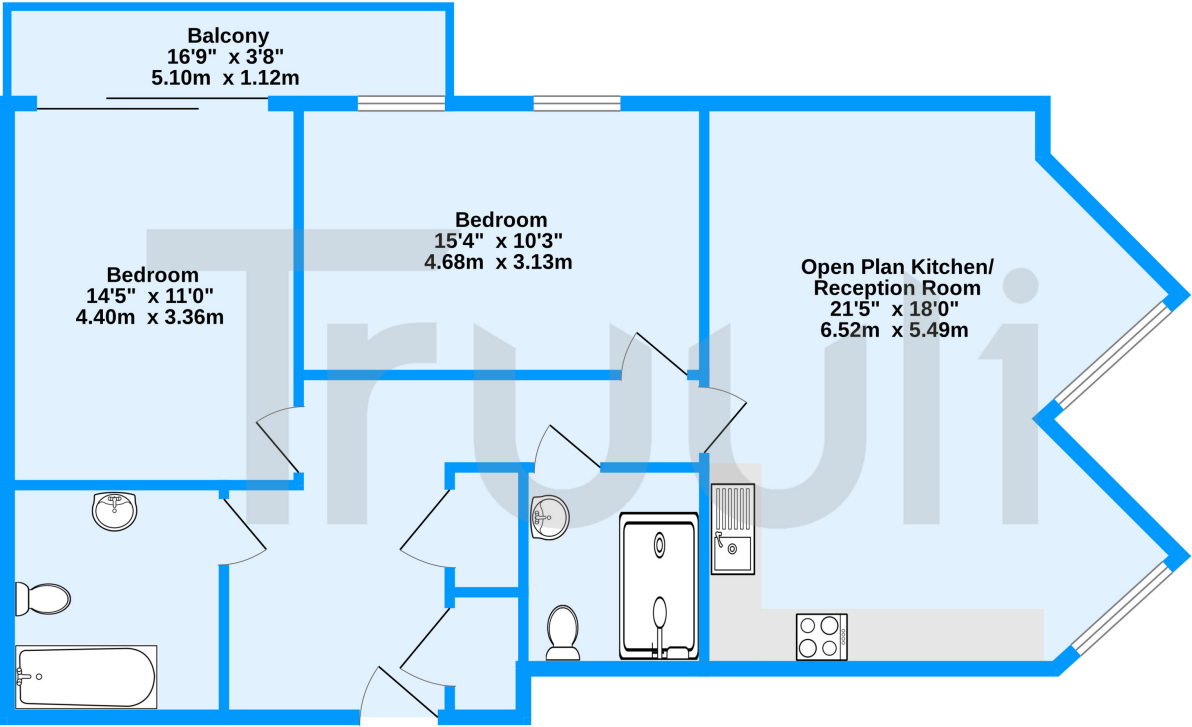 Balcony
16'9" x 3'8"
5.10m x 1.12m
Bedroom
15'4" x 10'3"
4.68m x 3.13m
Bedroom
14'5" x 11'0"
4.40m x 3.36m
Open Plan Kitchen/
Reception Room
21'5" x 18'0"
6.52m x 5.49m
Truuli